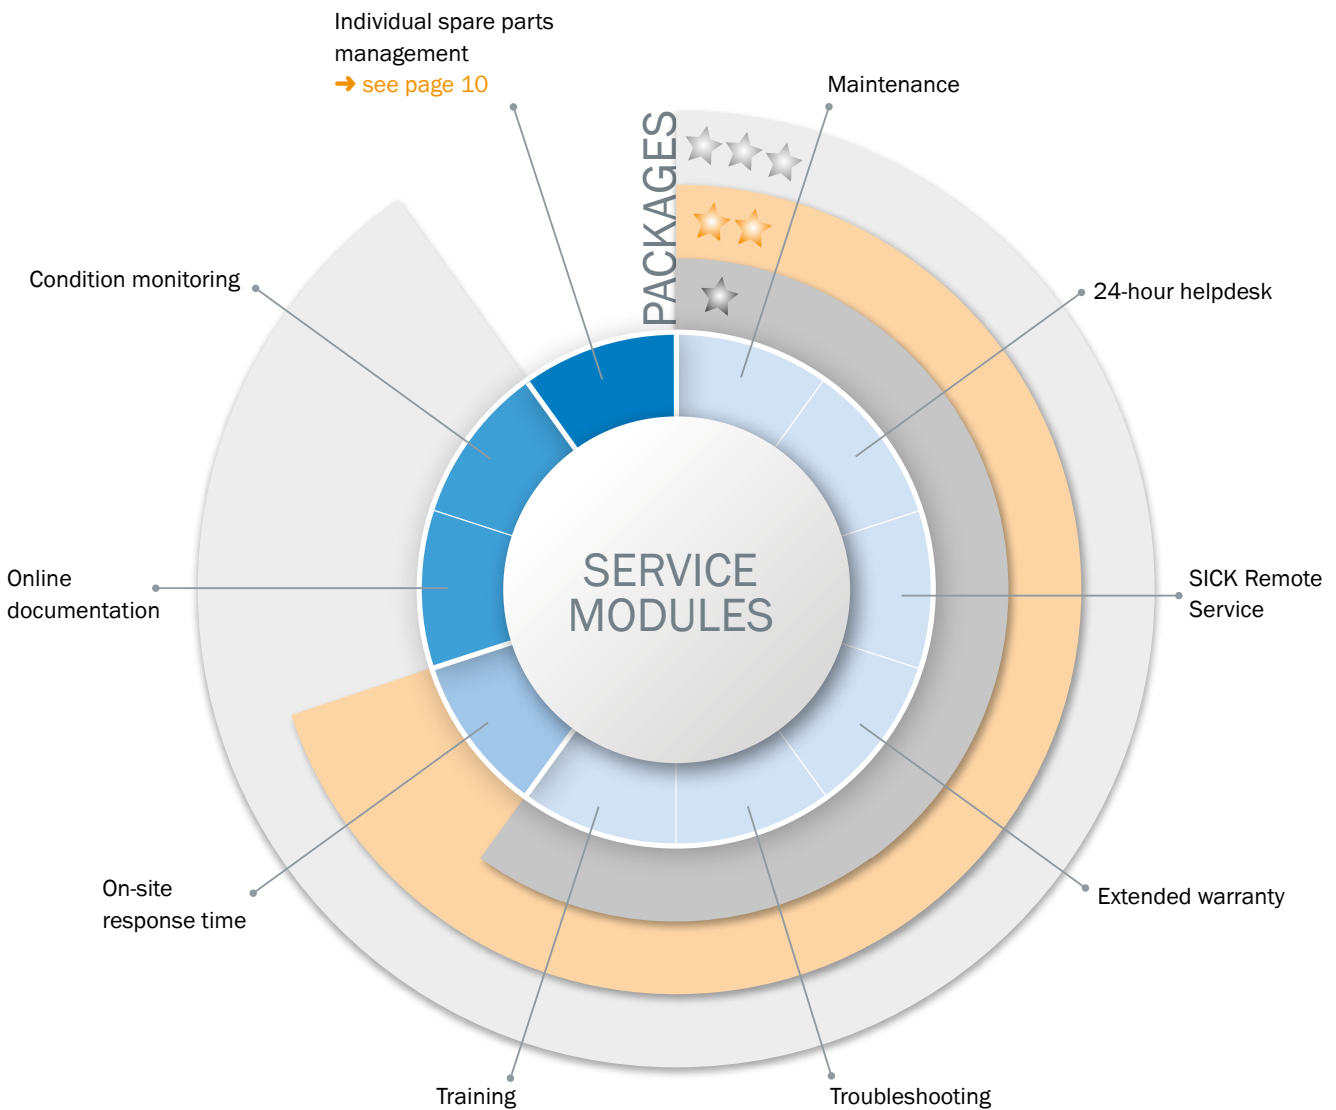 Individual spare parts
management
➜ see page 10
Maintenance
PACKAGES
Condition monitoring
24-hour helpdesk
SERVICE
MODULES
Online
documentation
SICK Remote
Service
On-site
response time
Extended warranty
Training
Troubleshooting